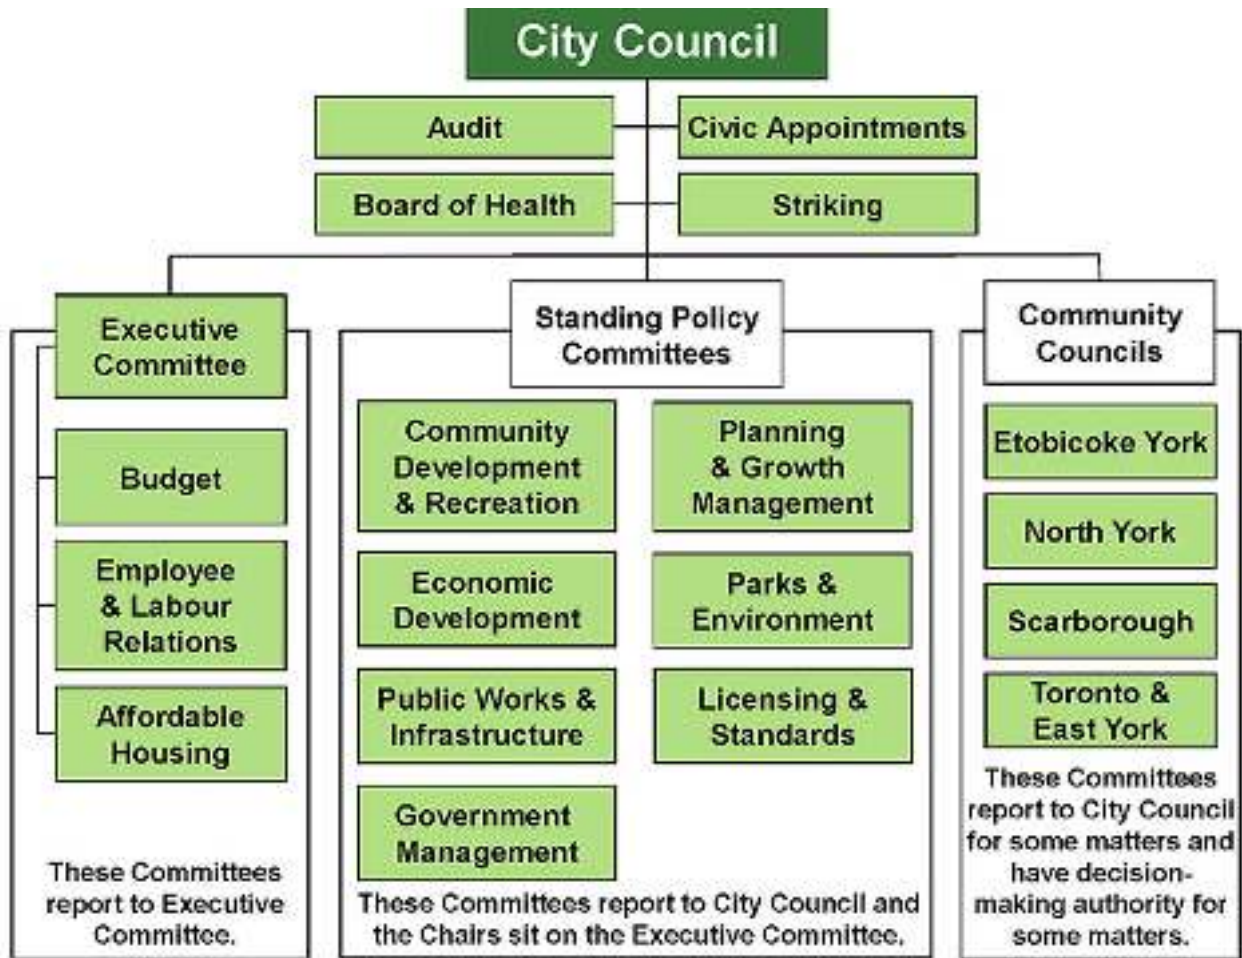 City Council
Audit
Civic Appointments
Board of Health
Striking
Executive
Committee
Budget
Employee
& Labour
Relations
Affordable
Housing
These Committees
report to Executive
Committee.
Standing Policy
Committees
Community
Development
& Recreation
Planning
& Growth
Management
Economic
Development
Parks &
Environment
Public Works &
Infrastructure
Licensing &
Standards
Government
Management
These Committees report to City Council and
the Chairs sit on the Executive Committee.
Community
Councils
Etobicoke York
North York
Scarborough
Toronto &
East York
These Committees
report to City Council
for some matters and
have decision-
making authority for
some matters.